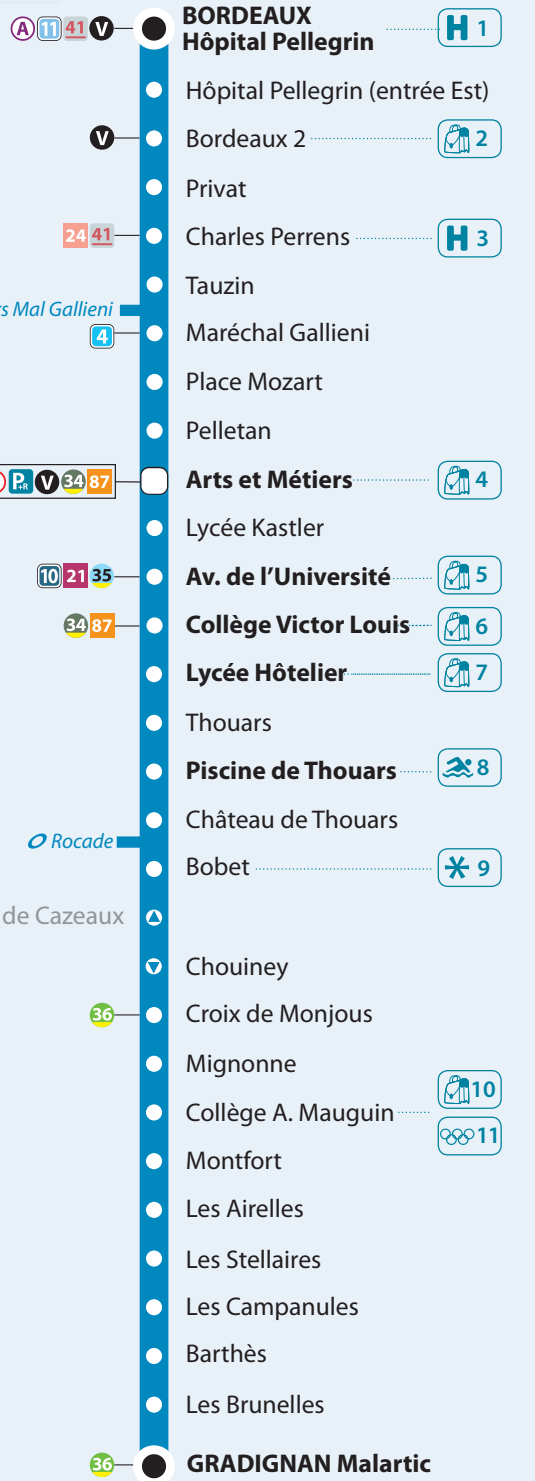 BORDEAUX
A 11 41 V Hôpital Pellegrin H 1
Hôpital Pellegrin (entrée Est)
V Bordeaux 2 2
Privat
24 41 Charles Perrens H 3
Tauzin
Mal Gallieni
4 Maréchal Gallieni
Place Mozart
Pelletan
P+R V 34 87 Arts et Métiers 4
Lycée Kastler
10 21 35 Av. de l'Université 5
34 87 Collège Victor Louis 6
Lycée Hôtelier 7
Thouars
Piscine de Thouars 8
Château de Thouars
Rocade
Bobet 9
de Cazeaux
Chouiney
36 Croix de Monjous
Mignonne
10
Collège A. Mauguin
11
Montfort
Les Airelles
Les Stellaires
Les Campanules
Barthès
Les Brunelles
36 GRADIGNAN Malartic